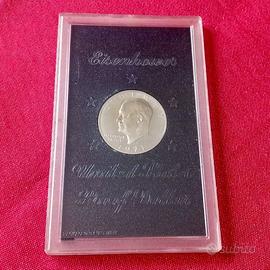 Eisenhower
United States
Proof Dollar
subito